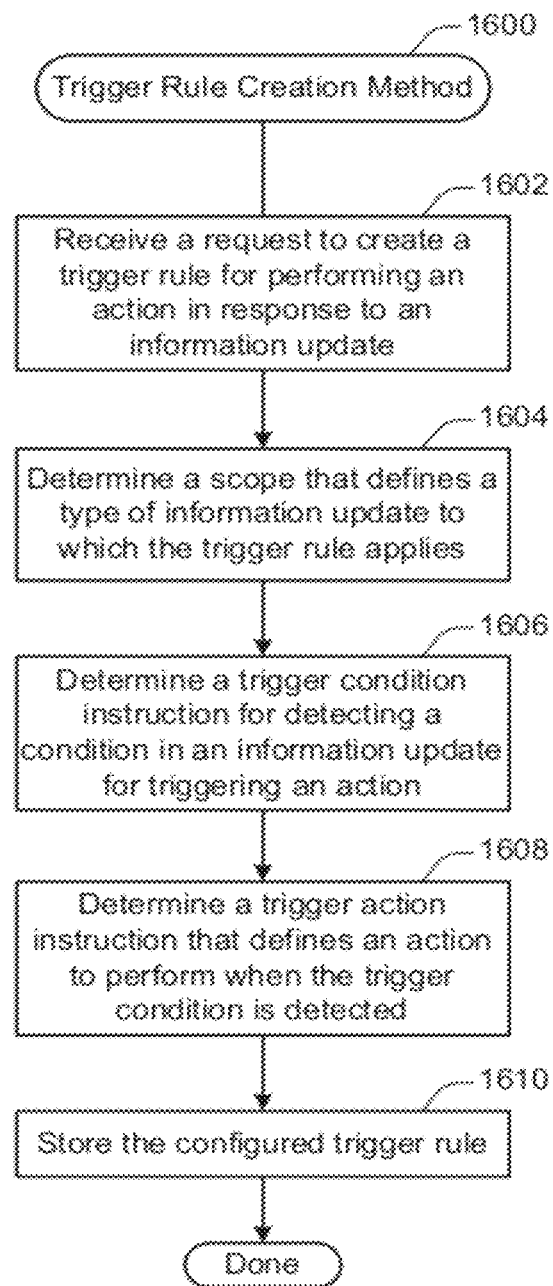 1600
Trigger Rule Creation Method
1602
Receive a request to create a
trigger rule for performing an
action in response to an
information update
1604
Determine a scope that defines a
type of information update to
which the trigger rule applies
1606
Determine a trigger condition
instruction for detecting a
condition in an information update
for triggering an action
1608
Determine a trigger action
instruction that defines an action
to perform when the trigger
condition is detected
1610
Store the configured trigger rule
Done